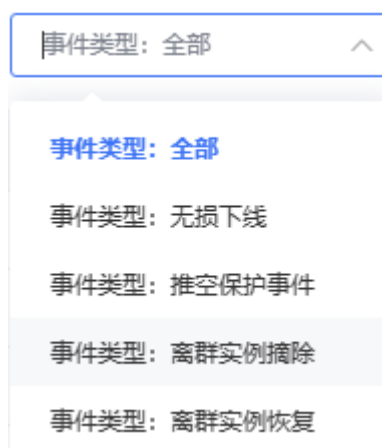 事件类型：全部
事件类型：全部
事件类型：无损下线
事件类型：推空保护事件
事件类型：离群实例摘除
事件类型：离群实例恢复